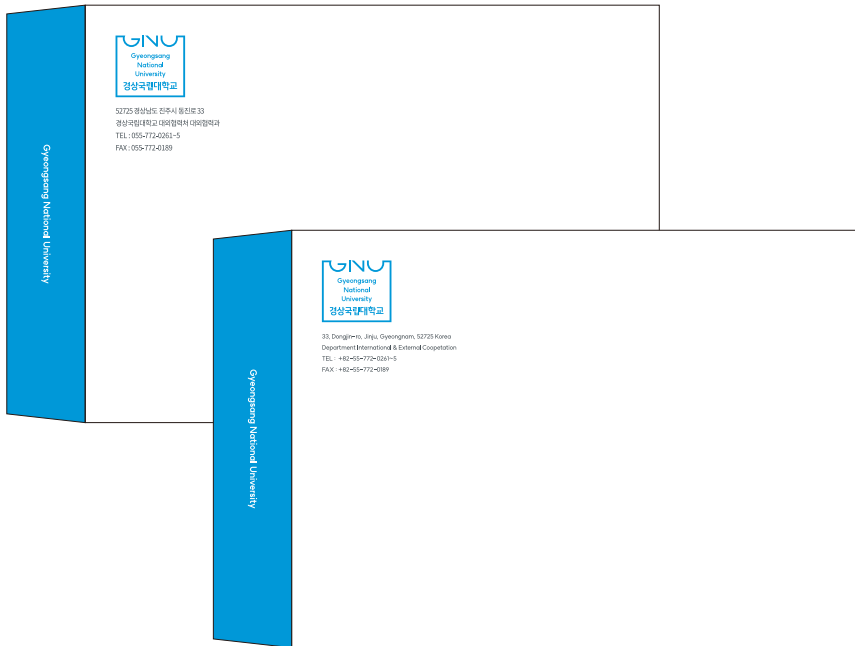 GNU
Gyeongsang
National
University
경상국립대학교
52725 경상남도 진주시 동진로 33
경상국립대학교 대외협력처 대외협력과
TEL : 055-772-0261~5
FAX : 055-772-0189
Gyeongsang National University
GNU
Gyeongsang
National
University
경상국립대학교
33, Dongjin-ro, Jinju, Gyeongnam, 52725 Korea
Department International & External Coopetation
TEL : +82-55-772-0261~5
FAX : +82-55-772-0189
Gyeongsang National University